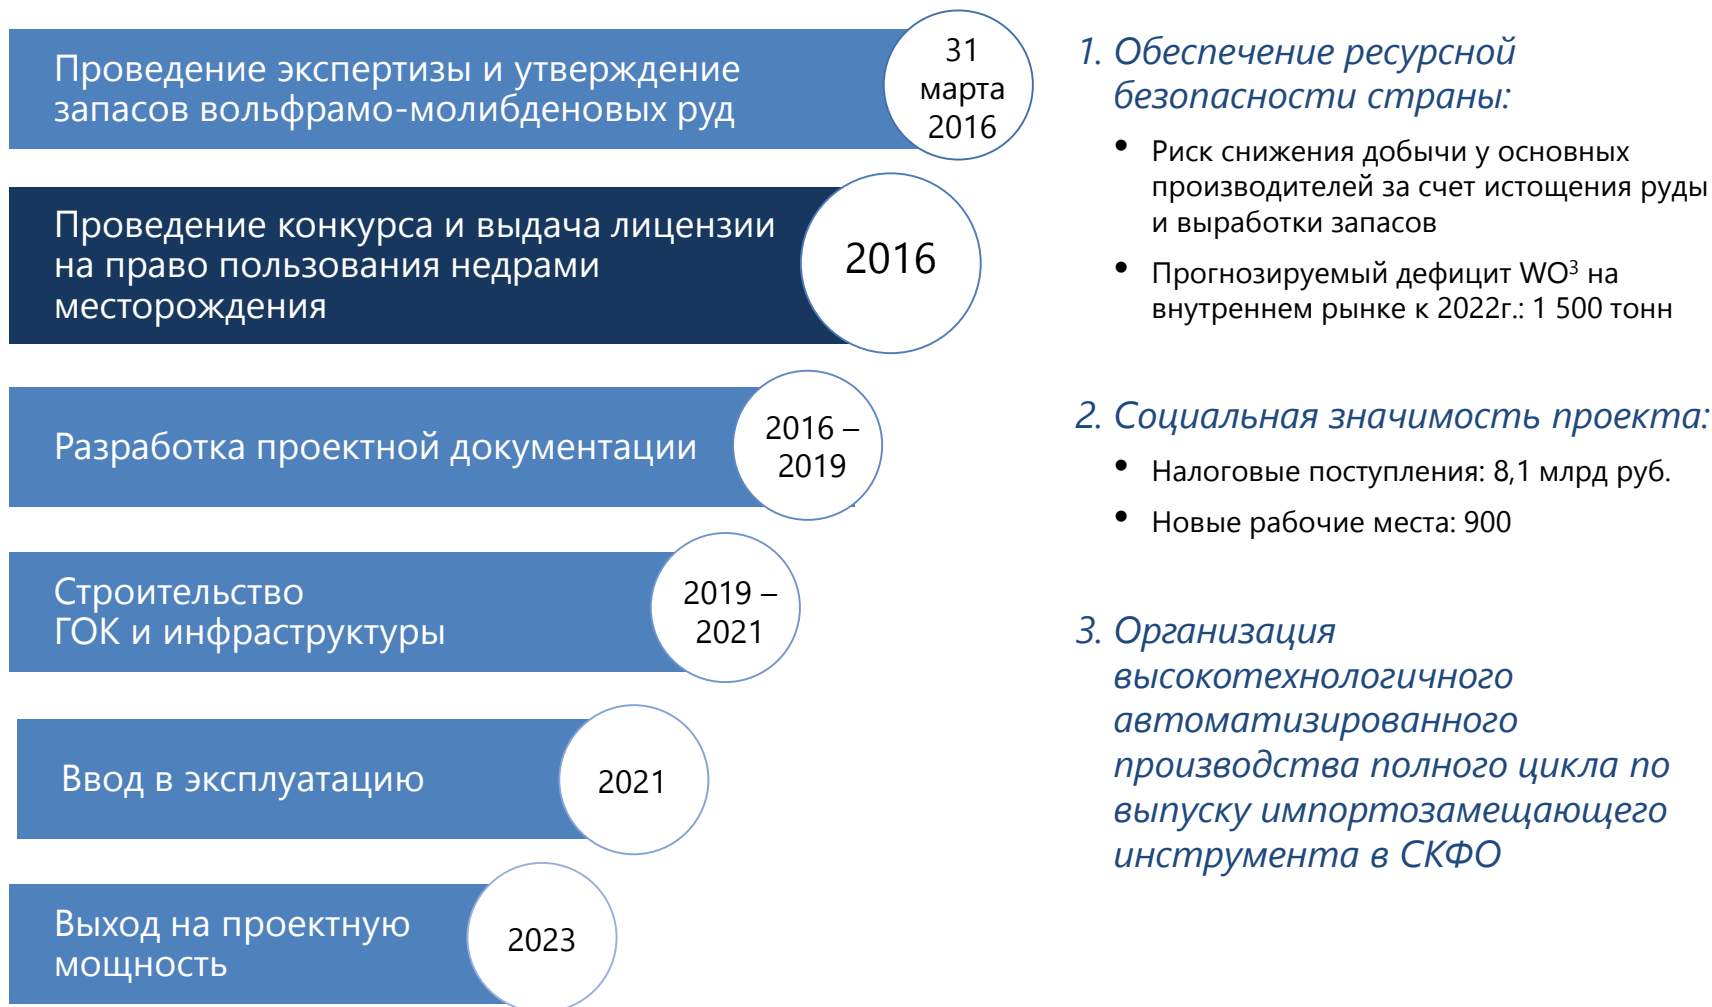 Проведение экспертизы и утверждение
запасов вольфрамо-молибденовых руд
31
марта
2016
Проведение конкурса и выдача лицензии
на право пользования недрами
месторождения
2016
Разработка проектной документации
2016 –
2019
Строительство
ГОК и инфраструктуры
2019 –
2021
Ввод в эксплуатацию
2021
Выход на проектную
мощность
2023
1. Обеспечение ресурсной
безопасности страны:
• Риск снижения добычи у основных
производителей за счет истощения руды
и выработки запасов
• Прогнозируемый дефицит WO³ на
внутреннем рынке к 2022г.: 1 500 тонн
2. Социальная значимость проекта:
• Налоговые поступления: 8,1 млрд руб.
• Новые рабочие места: 900
3. Организация
высокотехнологичного
автоматизированного
производства полного цикла по
выпуску импортозамещающего
инструмента в СКФО